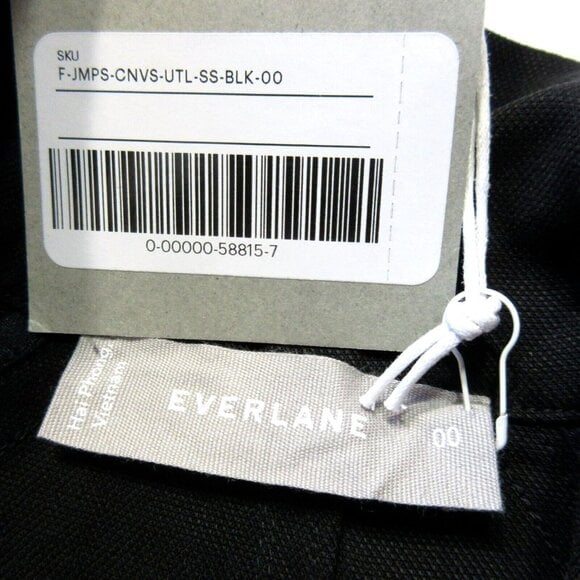 SKU
F-JMPS-CNVS-UTL-SS-BLK-00
0-00000-58815-7
Hai Phong
Vietnam
EVERLANE
00